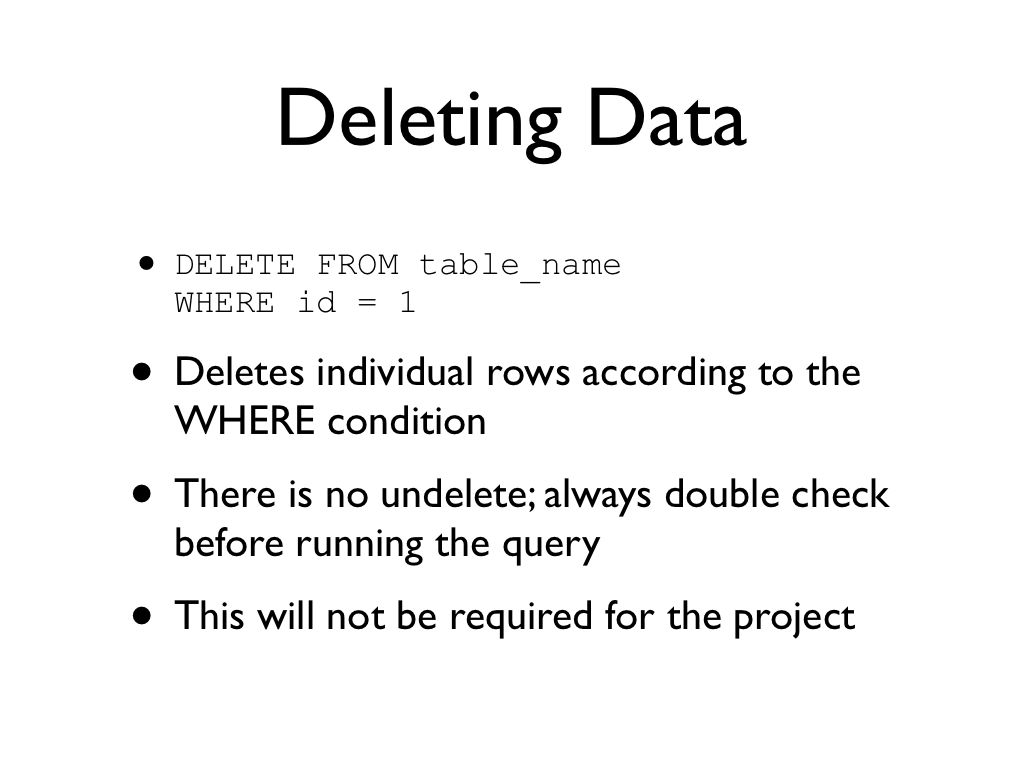 Deleting Data
• DELETE FROM table_name
WHERE id = 1
• Deletes individual rows according to the
WHERE condition
• There is no undelete; always double check
before running the query
• This will not be required for the project